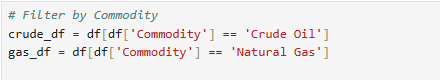 # Filter by Commodity
crude_df = df[df['Commodity'] == 'Crude Oil']
gas_df = df[df['Commodity'] == 'Natural Gas']